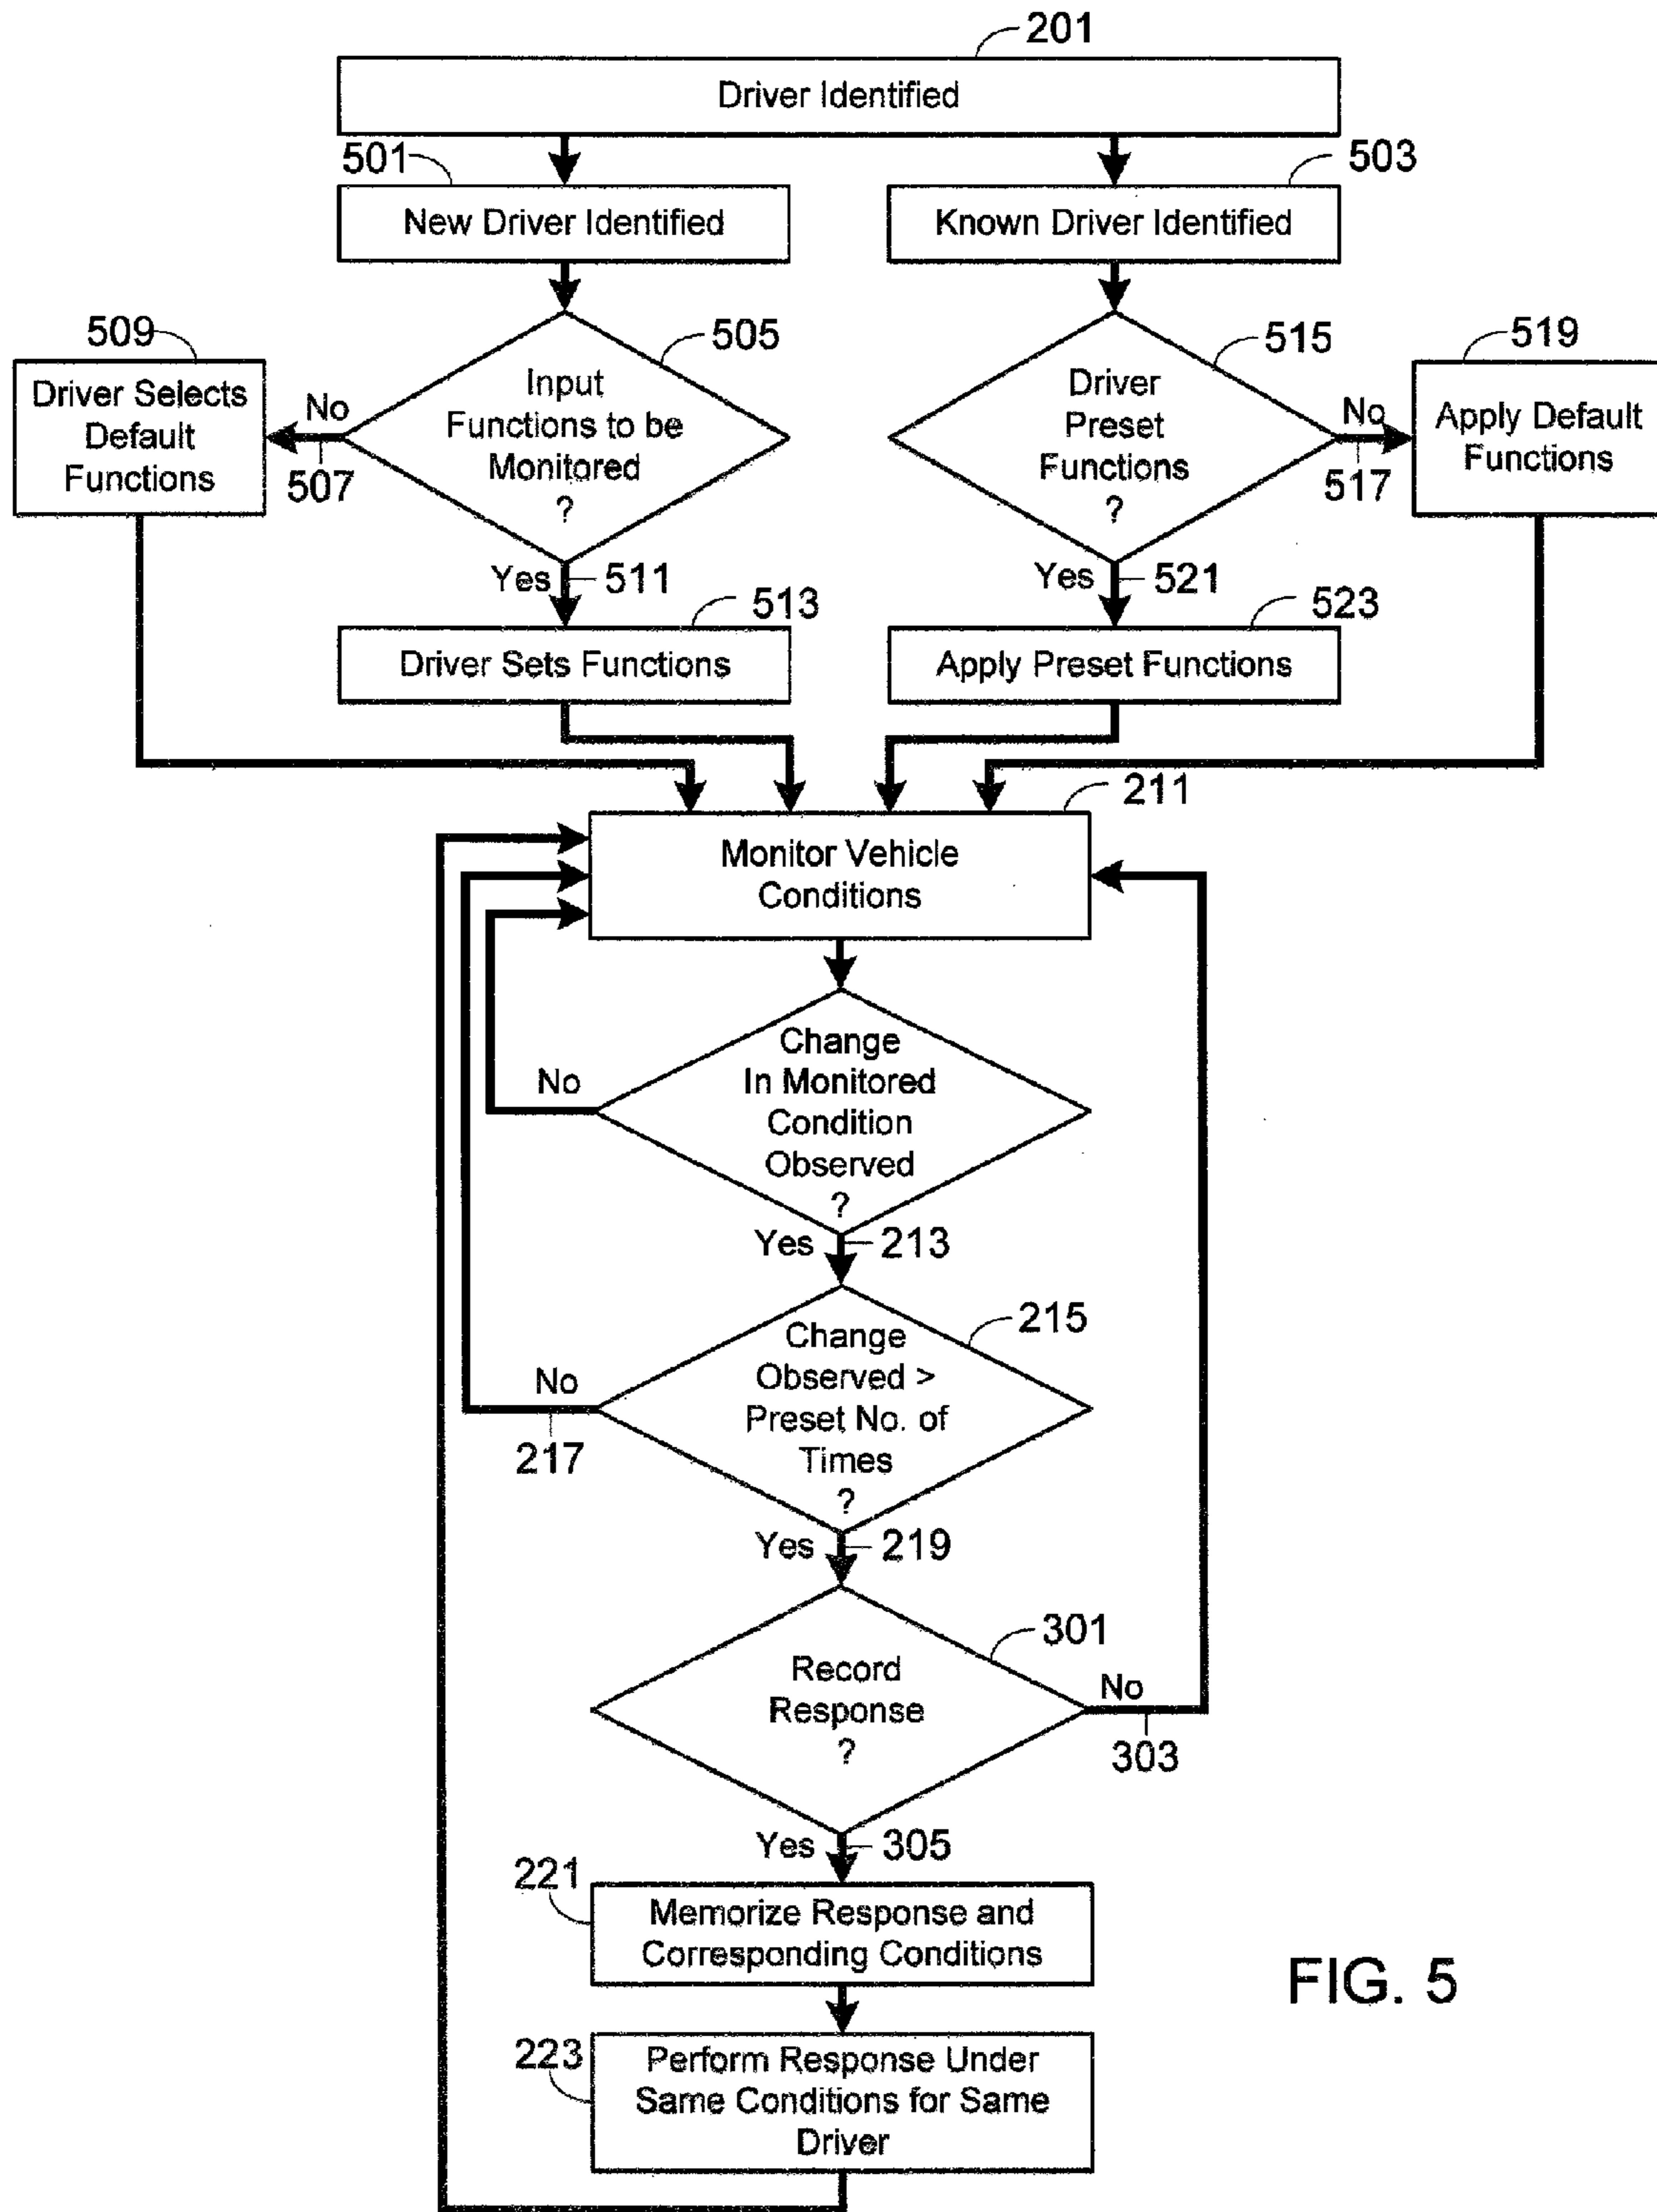 201
Driver Identified
501
503
New Driver Identified
Known Driver Identified
509
505
515
519
Driver Selects
Default
Functions
No
507
Input
Functions to be
Monitored
?
Driver
Preset
Functions
?
No
517
Apply Default
Functions
Yes
511
Yes
521
513
523
Driver Sets Functions
Apply Preset Functions
211
Monitor Vehicle
Conditions
Change
In Monitored
Condition
Observed
?
No
Yes
213
215
Change
Observed >
Preset No. of
Times
?
No
217
Yes
219
301
Record
Response
?
No
303
Yes
305
221
Memorize Response and
Corresponding Conditions
223
Perform Response Under
Same Conditions for Same
Driver
FIG. 5